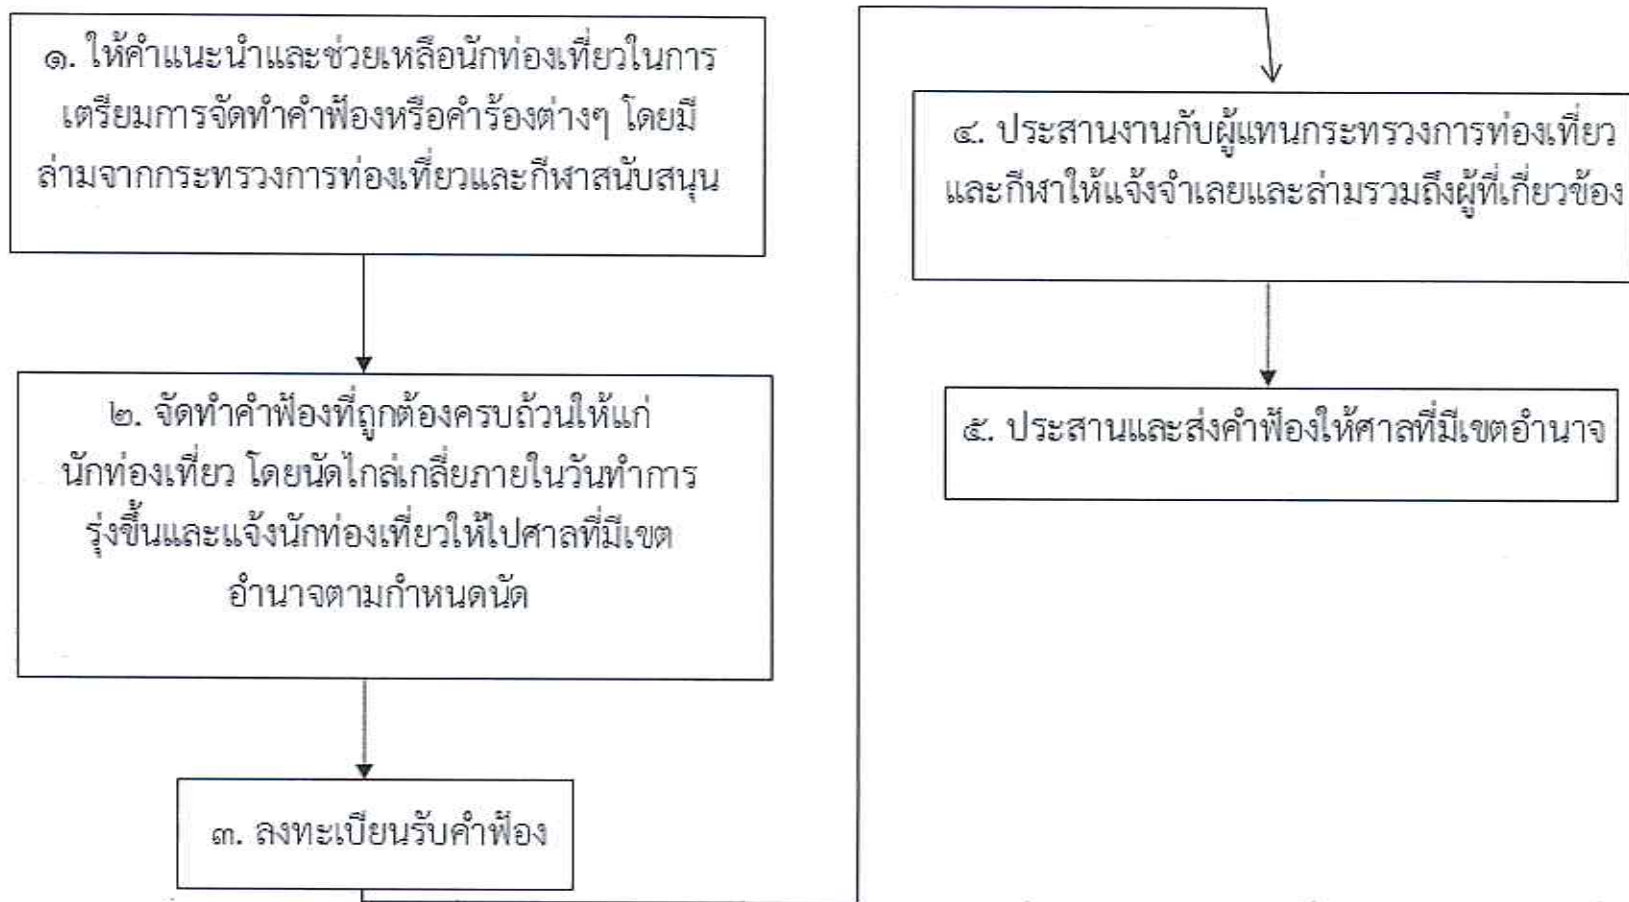 ๑. ให้คำแนะนำและช่วยเหลือนักท่องเที่ยวในการ
เตรียมการจัดทำคำฟ้องหรือคำร้องต่างๆ โดยมี
ล่ามจากกระทรวงการท่องเที่ยวและกีฬาสนับสนุน
๒. จัดทำคำฟ้องที่ถูกต้องครบถ้วนให้แก่
นักท่องเที่ยว โดยนัดไกล่เกลี่ยภายในวันทำการ
รุ่งขึ้นและแจ้งนักท่องเที่ยวให้ไปศาลที่มีเขต
อำนาจตามกำหนดนัด
๓. ลงทะเบียนรับคำฟ้อง
๔. ประสานงานกับผู้แทนกระทรวงการท่องเที่ยว
และกีฬาให้แจ้งจำเลยและล่ามรวมถึงผู้ที่เกี่ยวข้อง
๕. ประสานและส่งคำฟ้องให้ศาลที่มีเขตอำนาจ